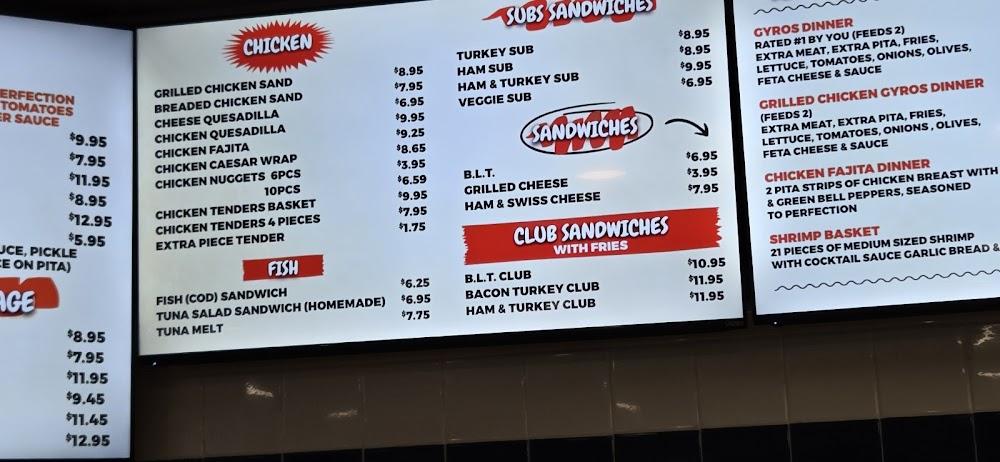 ERFECTION
TOMATOES
ER SAUCE
$9.95
$7.95
$11.95
$8.95
$12.95
$5.95
UCE, PICKLE
CE ON PITA)
AGE
$8.95
$7.95
$11.95
$9.45
$11.45
$12.95
CHICKEN
GRILLED CHICKEN SAND $8.95
BREADED CHICKEN SAND $7.95
CHEESE QUESADILLA $6.95
CHICKEN QUESADILLA $9.95
CHICKEN FAJITA $9.25
CHICKEN CAESAR WRAP $8.65
CHICKEN NUGGETS 6PCS $3.95
10PCS $6.59
CHICKEN TENDERS BASKET $9.95
CHICKEN TENDERS 4 PIECES $7.95
EXTRA PIECE TENDER $1.75
FISH
FISH (COD) SANDWICH $6.25
TUNA SALAD SANDWICH (HOMEMADE) $6.95
TUNA MELT $7.75
SUBS SANDWICHES
TURKEY SUB $8.95
HAM SUB $8.95
HAM & TURKEY SUB $9.95
VEGGIE SUB $6.95
SANDWICHES
B.L.T. $6.95
GRILLED CHEESE $3.95
HAM & SWISS CHEESE $7.95
CLUB SANDWICHES
WITH FRIES
B.L.T. CLUB $10.95
BACON TURKEY CLUB $11.95
HAM & TURKEY CLUB $11.95
GYROS DINNER
RATED #1 BY YOU (FEEDS 2)
EXTRA MEAT, EXTRA PITA, FRIES,
LETTUCE, TOMATOES, ONIONS, OLIVES,
FETA CHEESE & SAUCE
GRILLED CHICKEN GYROS DINNER
(FEEDS 2)
EXTRA MEAT, EXTRA PITA, FRIES,
LETTUCE, TOMATOES, ONIONS , OLIVES,
FETA CHEESE & SAUCE
CHICKEN FAJITA DINNER
2 PITA STRIPS OF CHICKEN BREAST WITH
& GREEN BELL PEPPERS, SEASONED
TO PERFECTION
SHRIMP BASKET
21 PIECES OF MEDIUM SIZED SHRIMP
WITH COCKTAIL SAUCE GARLIC BREAD &